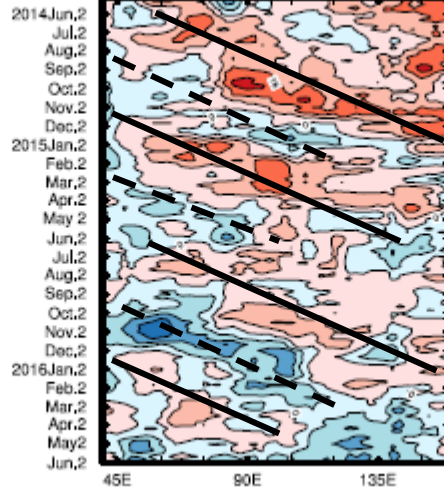 2014Jun,2
Jul.2
Aug.2
Sep.2
Oct.2
Nov.2
Dec.2
2015Jan,2
Feb.2
Mar.2
Apr.2
May 2
Jun,2
Jul.2
Aug.2
Sep.2
Oct.2
Nov.2
Dec.2
2016Jan,2
Feb.2
Mar.2
Apr.2
May2
Jun,2
45E 90E 135E